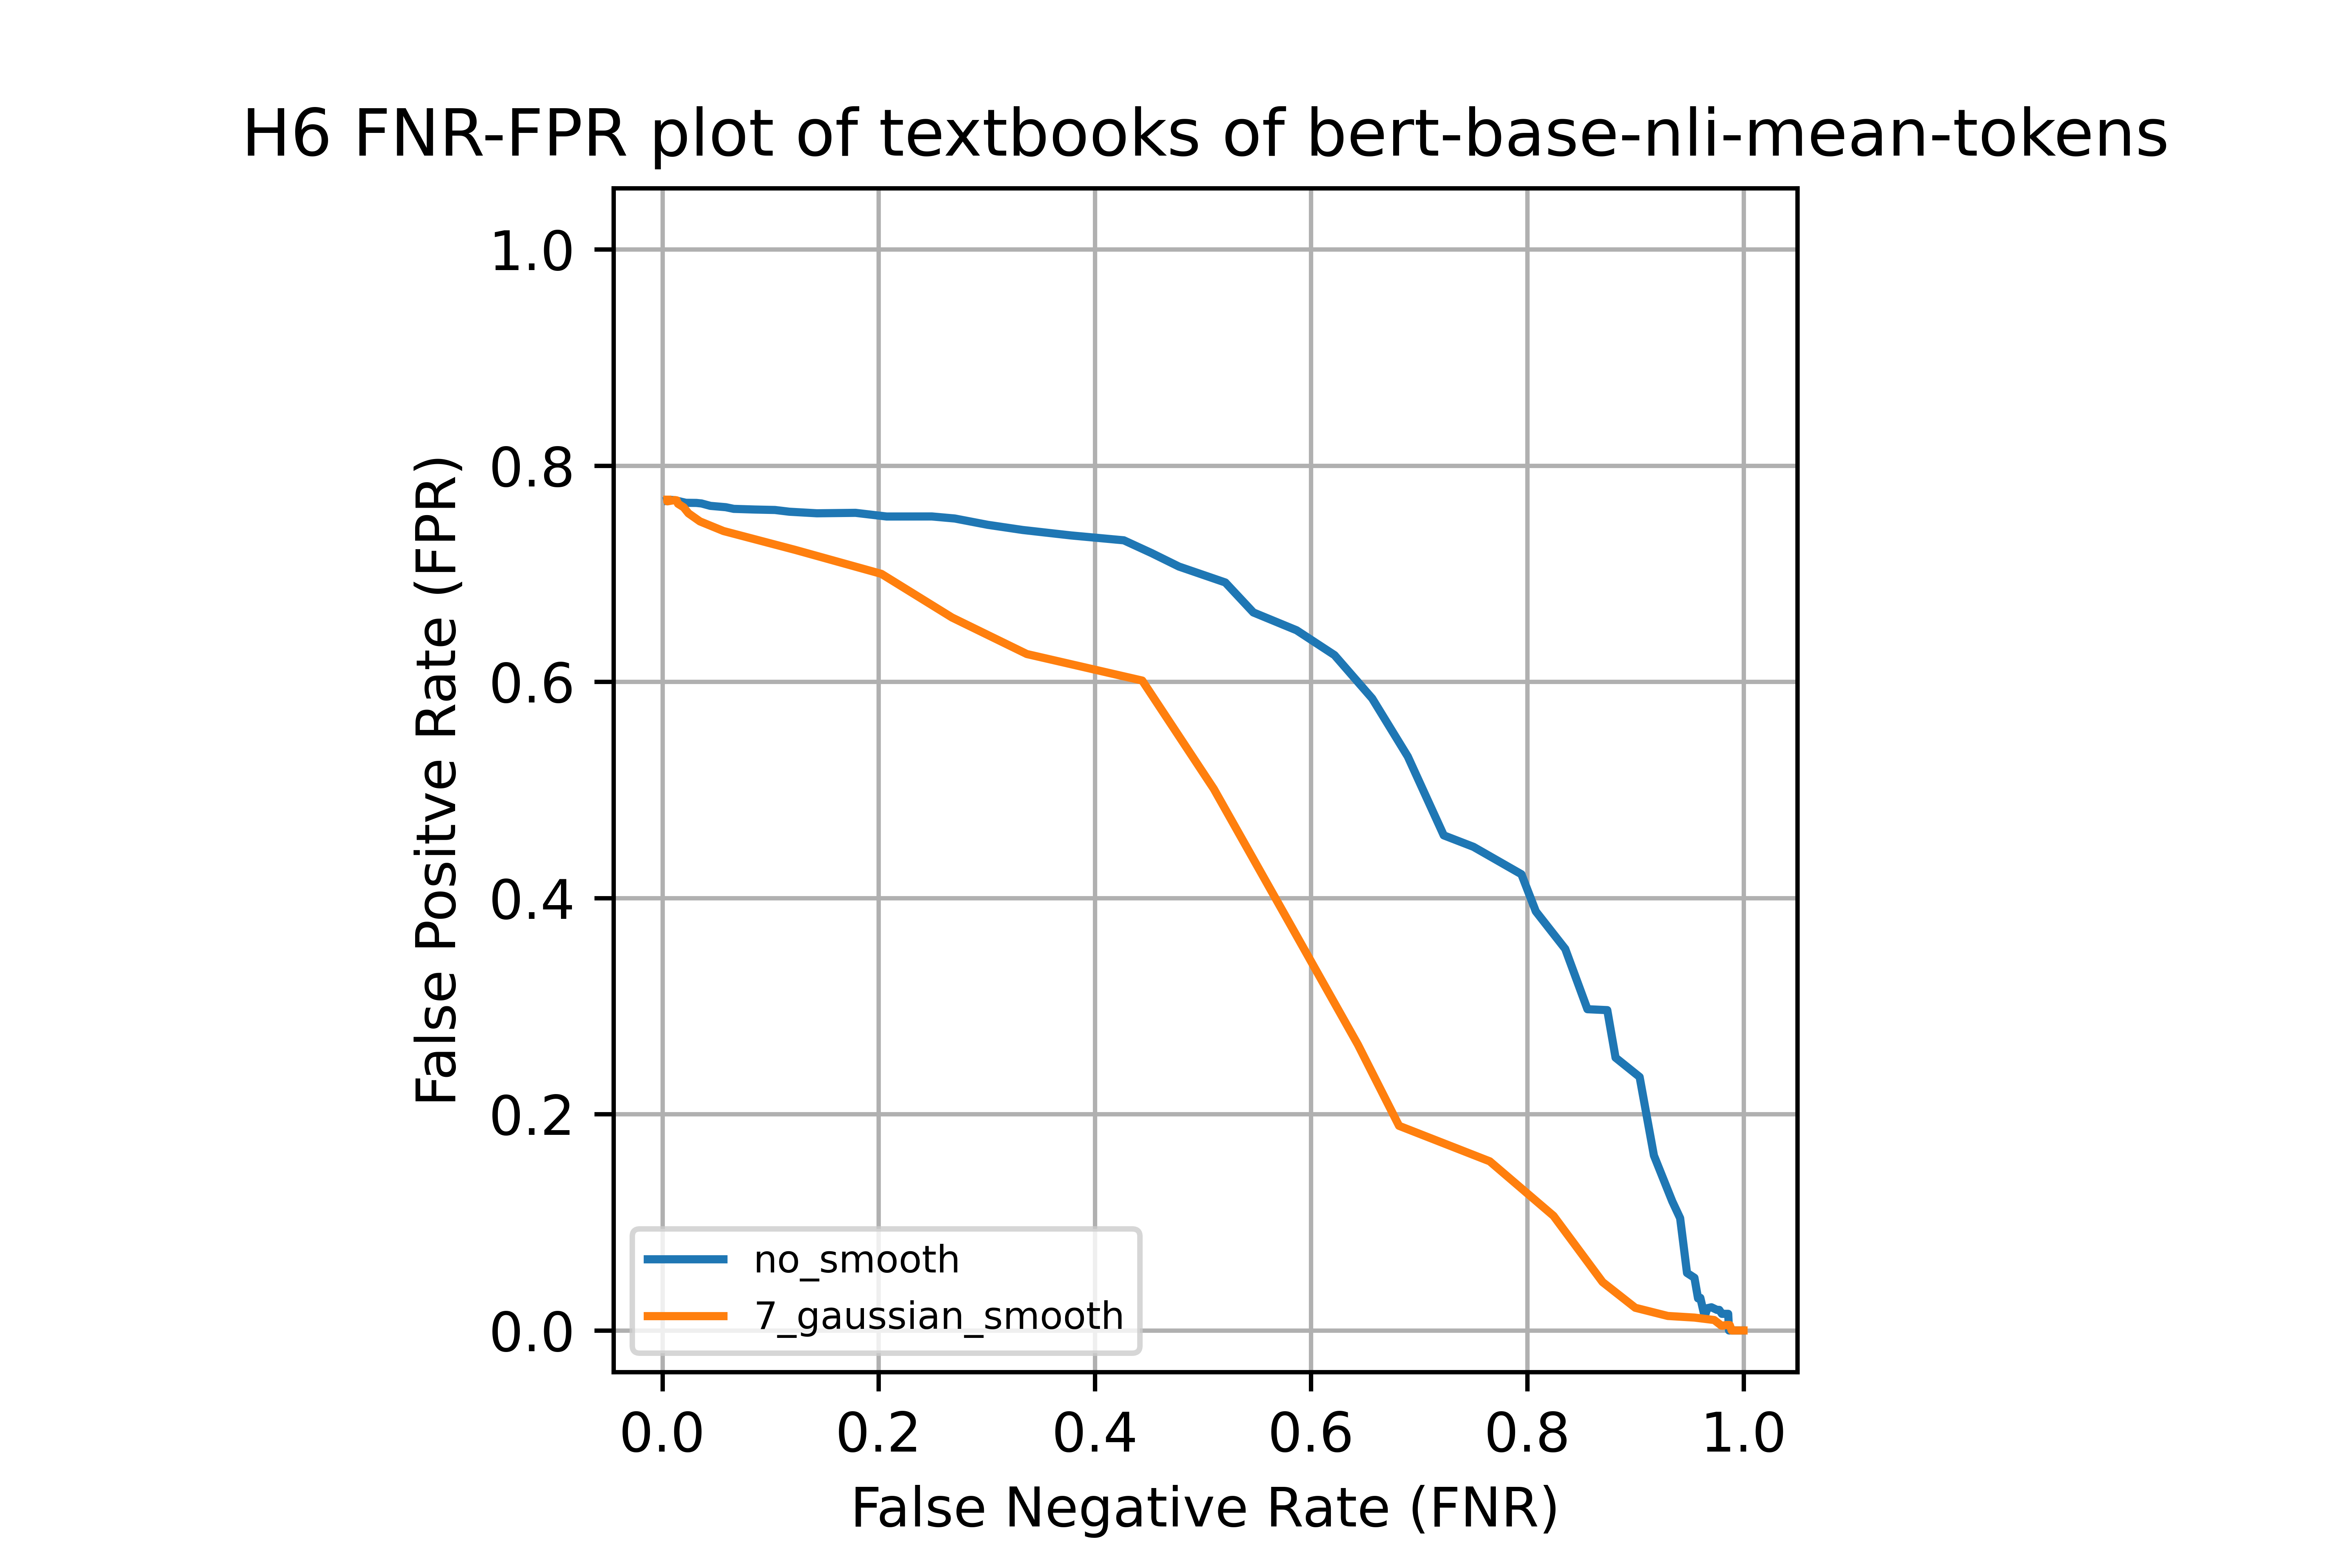 H6 FNR-FPR plot of textbooks of bert-base-nli-mean-tokens
False Positve Rate (FPR)
1.0
0.8
0.6
0.4
0.2
0.0
no_smooth
7_gaussian_smooth
0.0 0.2 0.4 0.6 0.8 1.0
False Negative Rate (FNR)